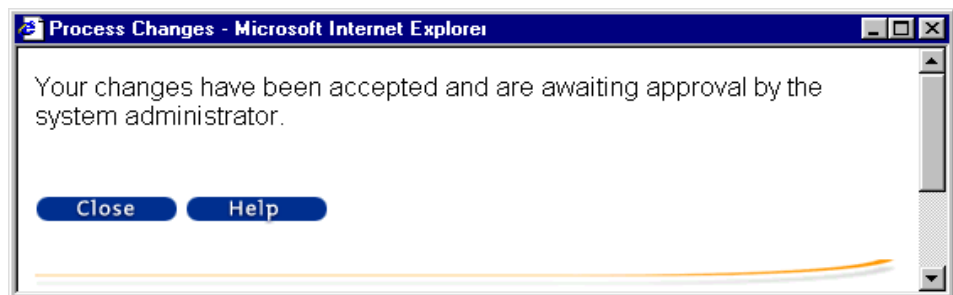 Process Changes - Microsoft Internet Explorer
Your changes have been accepted and are awaiting approval by the
system administrator.
Close Help